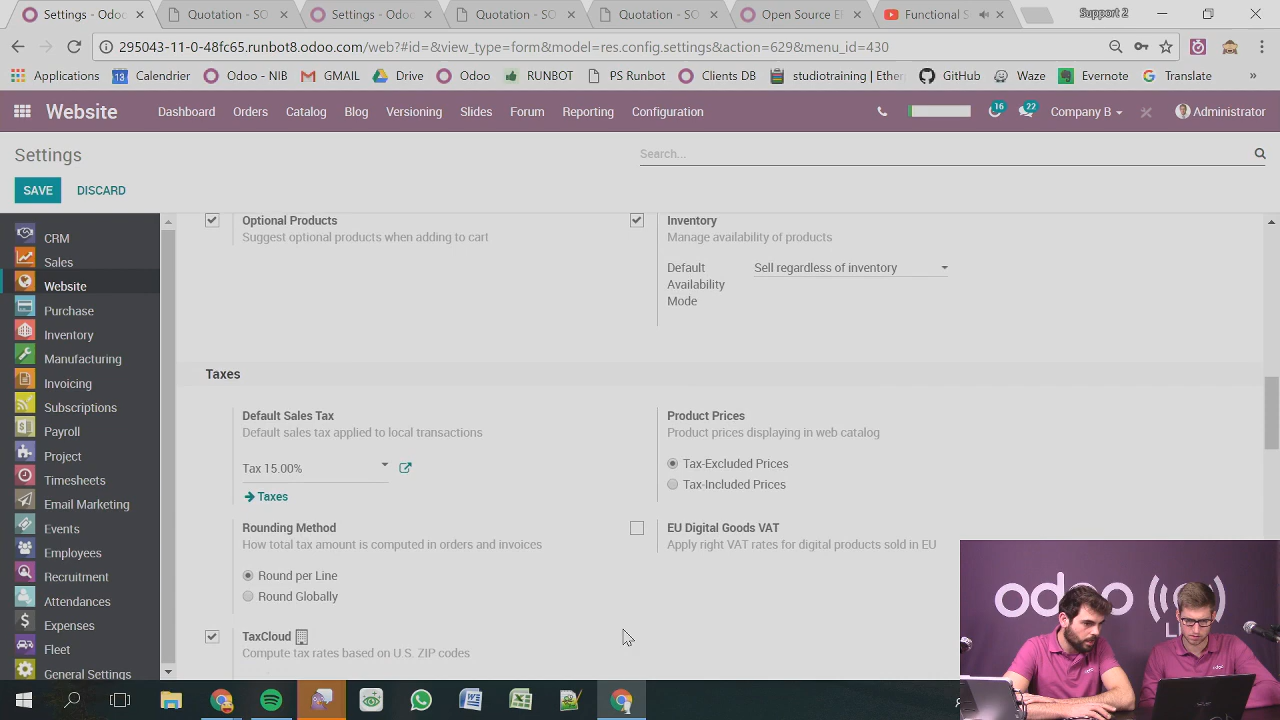 Settings - Odoo
Quotation - SO
Settings - Odoo
Quotation - SO
Quotation - SO
Open Source E
Functional S
Support 2
295043-11-0-48fc65.runbot8.odoo.com/web?#id=&view_type=form&model=res.config.settings&action=629&menu_id=430
Applications
13 Calendrier
Odoo - NIB
GMAIL
Drive
Odoo
RUNBOT
PS Runbot
Clients DB
studiotraining | Ether
GitHub
Waze
Evernote
Translate
»
Website
Dashboard
Orders
Catalog
Blog
Versioning
Slides
Forum
Reporting
Configuration
16
22
Company B
Administrator
Settings
Search...
SAVE
DISCARD
CRM
Sales
Website
Purchase
Inventory
Manufacturing
Invoicing
Subscriptions
Payroll
Project
Timesheets
Email Marketing
Events
Employees
Recruitment
Attendances
Expenses
Fleet
General Settings
Optional Products
Suggest optional products when adding to cart
Inventory
Manage availability of products
Default
Availability
Mode
Sell regardless of inventory
Taxes
Default Sales Tax
Default sales tax applied to local transactions
Tax 15.00%
Taxes
Product Prices
Product prices displaying in web catalog
Tax-Excluded Prices
Tax-Included Prices
Rounding Method
How total tax amount is computed in orders and invoices
Round per Line
Round Globally
EU Digital Goods VAT
Apply right VAT rates for digital products sold in EU
TaxCloud
Compute tax rates based on U.S. ZIP codes
odoo